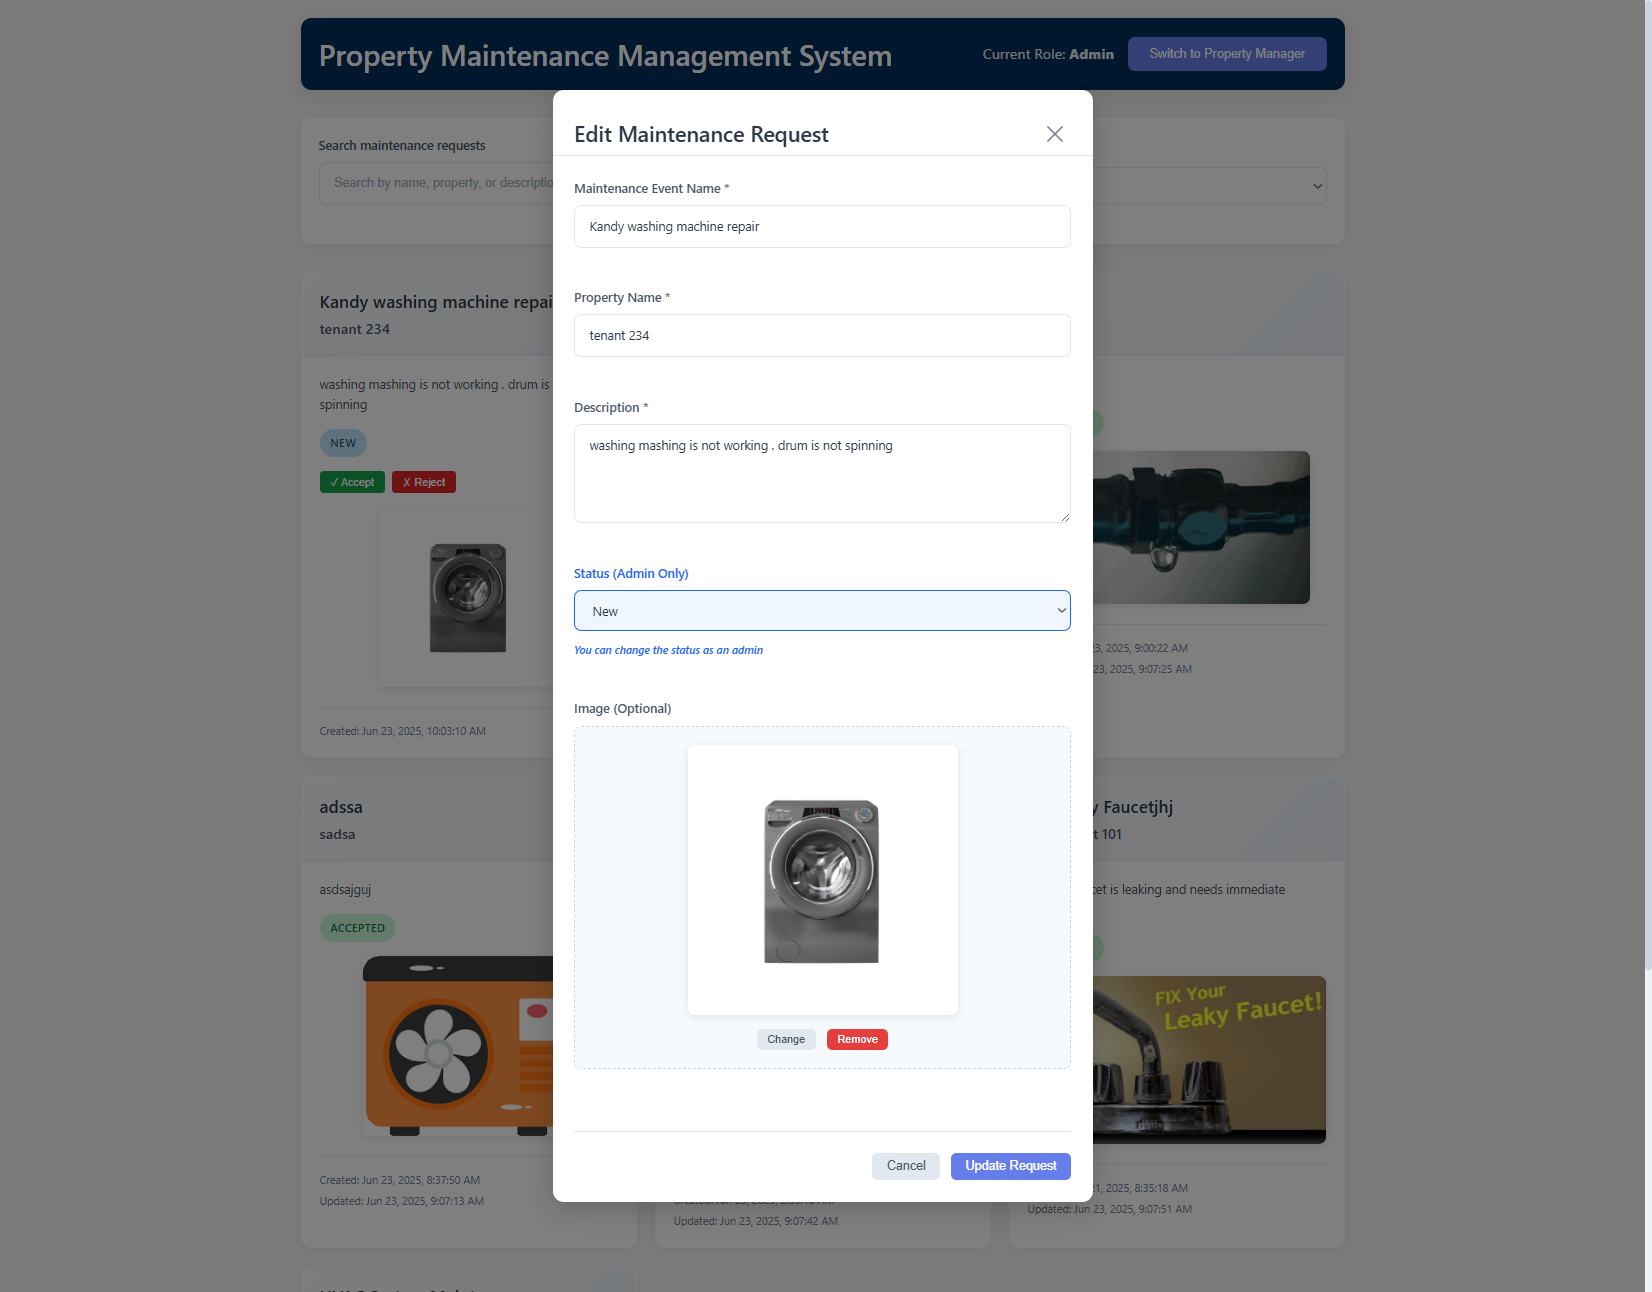 Property Maintenance Management System
Current Role: Admin
Switch to Property Manager
Search maintenance requests
Search by name, property, or descriptio
Edit Maintenance Request
Maintenance Event Name *
Kandy washing machine repair
Property Name *
tenant 234
Description *
washing mashing is not working . drum is not spinning
Status (Admin Only)
New
You can change the status as an admin
Image (Optional)
Change
Remove
Cancel
Update Request
Kandy washing machine repai
tenant 234
washing mashing is not working . drum is
spinning
NEW
✓ Accept
✗ Reject
Created: Jun 23, 2025, 10:03:10 AM
23, 2025, 9:00:22 AM
23, 2025, 9:07:25 AM
adssa
sadsa
asdsajguj
ACCEPTED
Created: Jun 23, 2025, 8:37:50 AM
Updated: Jun 23, 2025, 9:07:13 AM
Updated: Jun 23, 2025, 9:07:42 AM
y Faucetjhj
t 101
cet is leaking and needs immediate
FIX Your
Leaky Faucet!
21, 2025, 8:35:18 AM
Updated: Jun 23, 2025, 9:07:51 AM